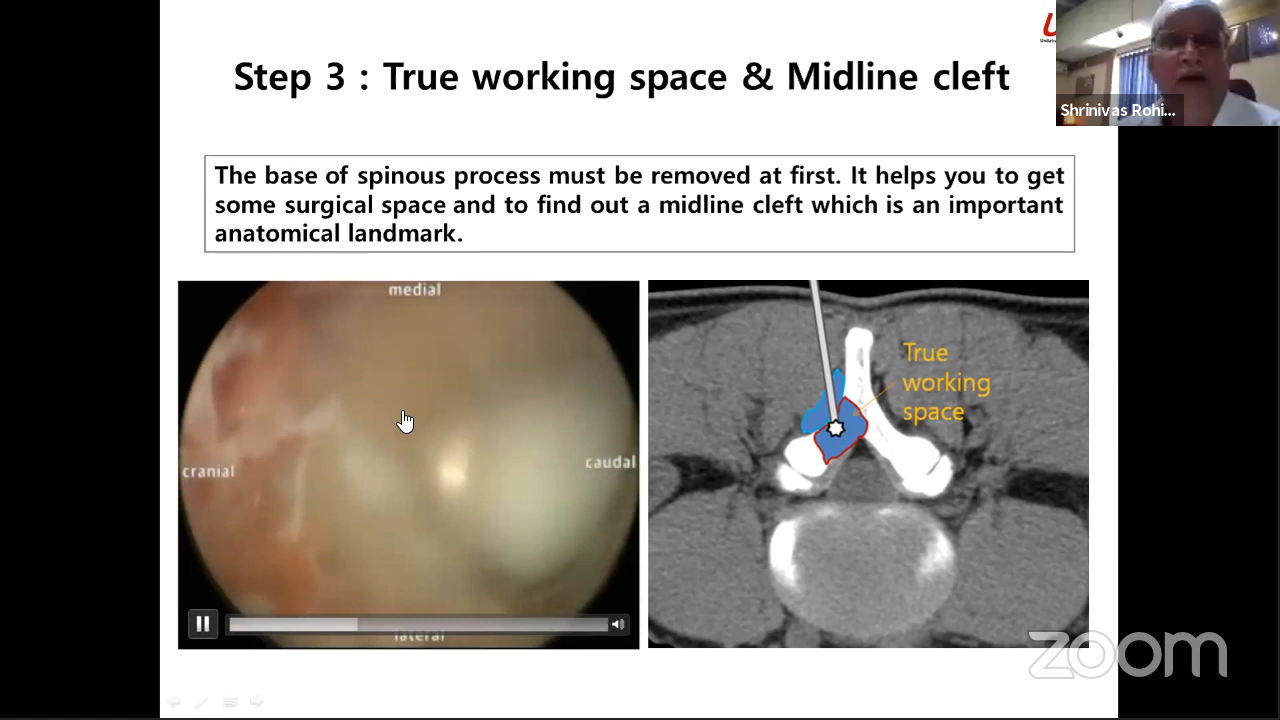 Step 3 : True working space & Midline cleft
Shrinivas Rohi...
The base of spinous process must be removed at first. It helps you to get
some surgical space and to find out a midline cleft which is an important
anatomical landmark.
medial
cranial
caudal
lateral
True
working
space
zoom